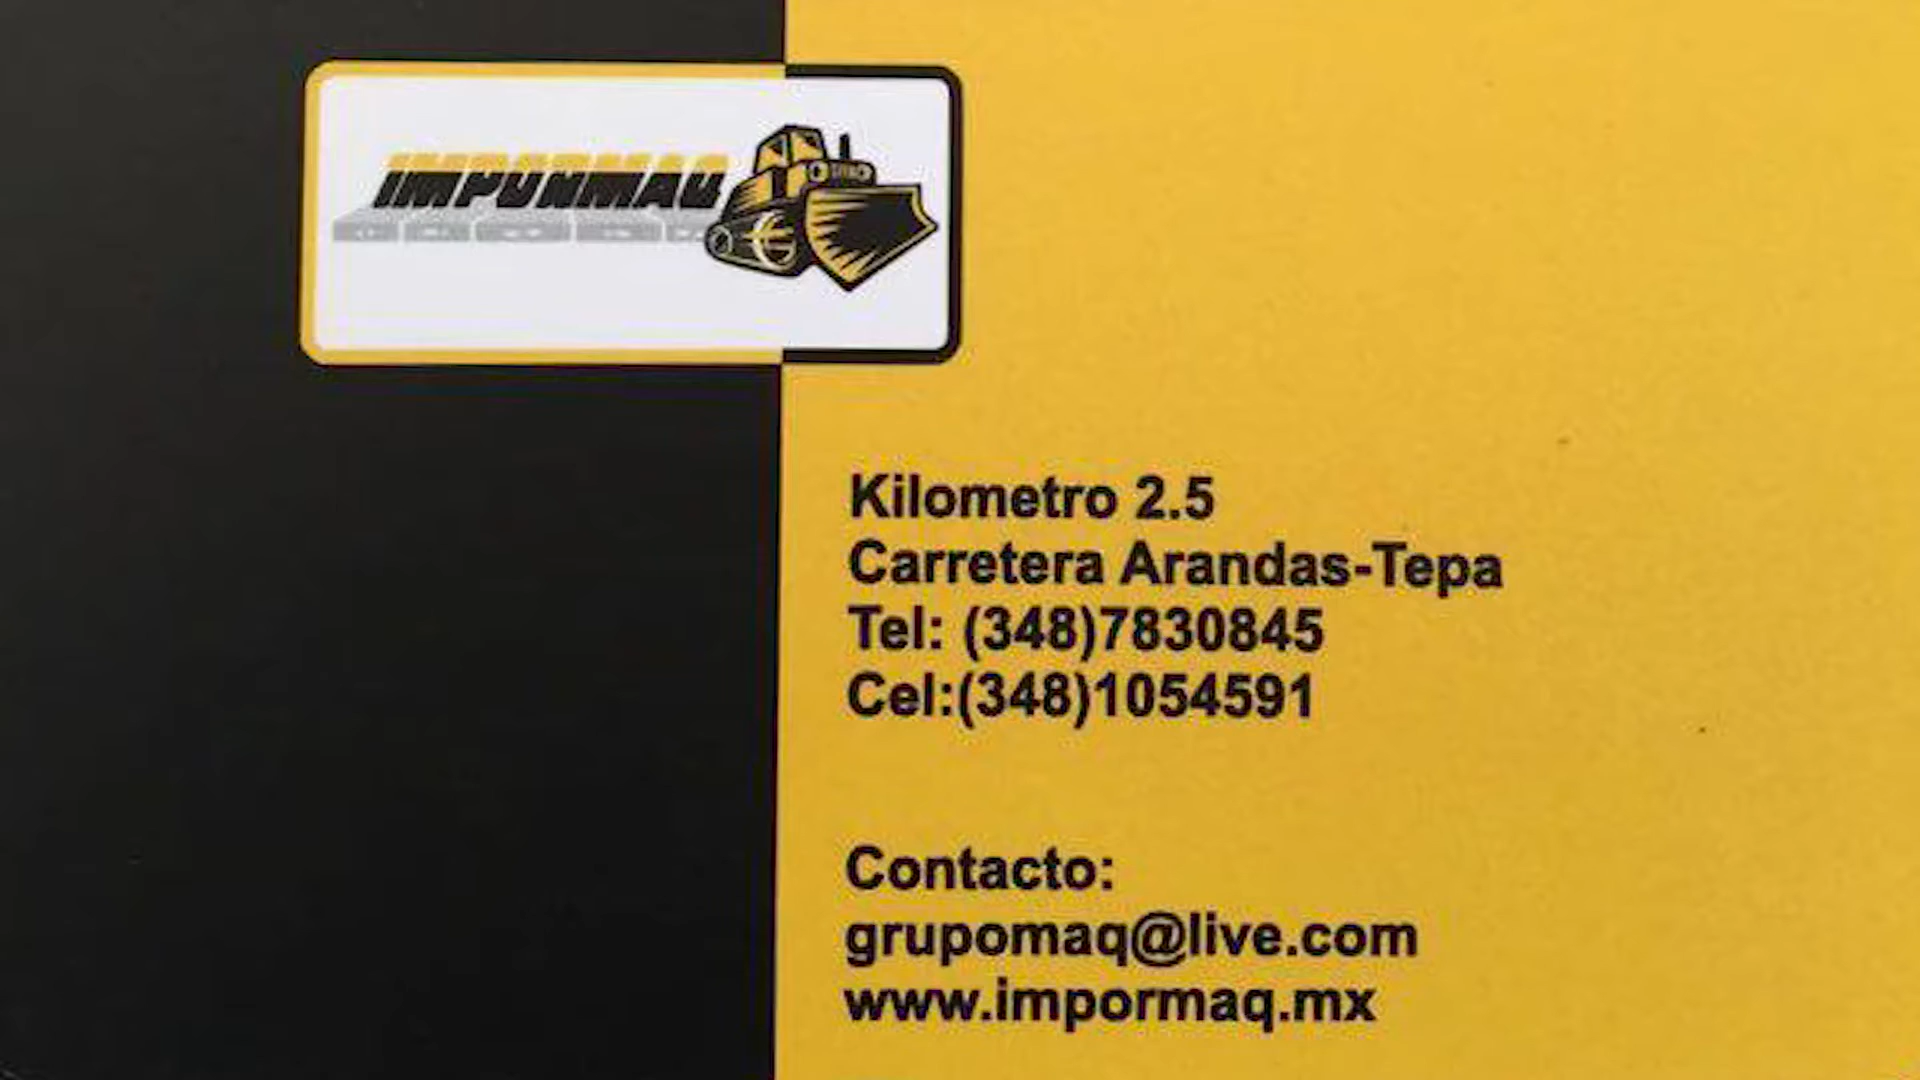 IMPORMAQ
Kilometro 2.5
Carretera Arandas-Tepa
Tel: (348)7830845
Cel:(348)1054591
Contacto:
grupomaq@live.com
www.impormaq.mx